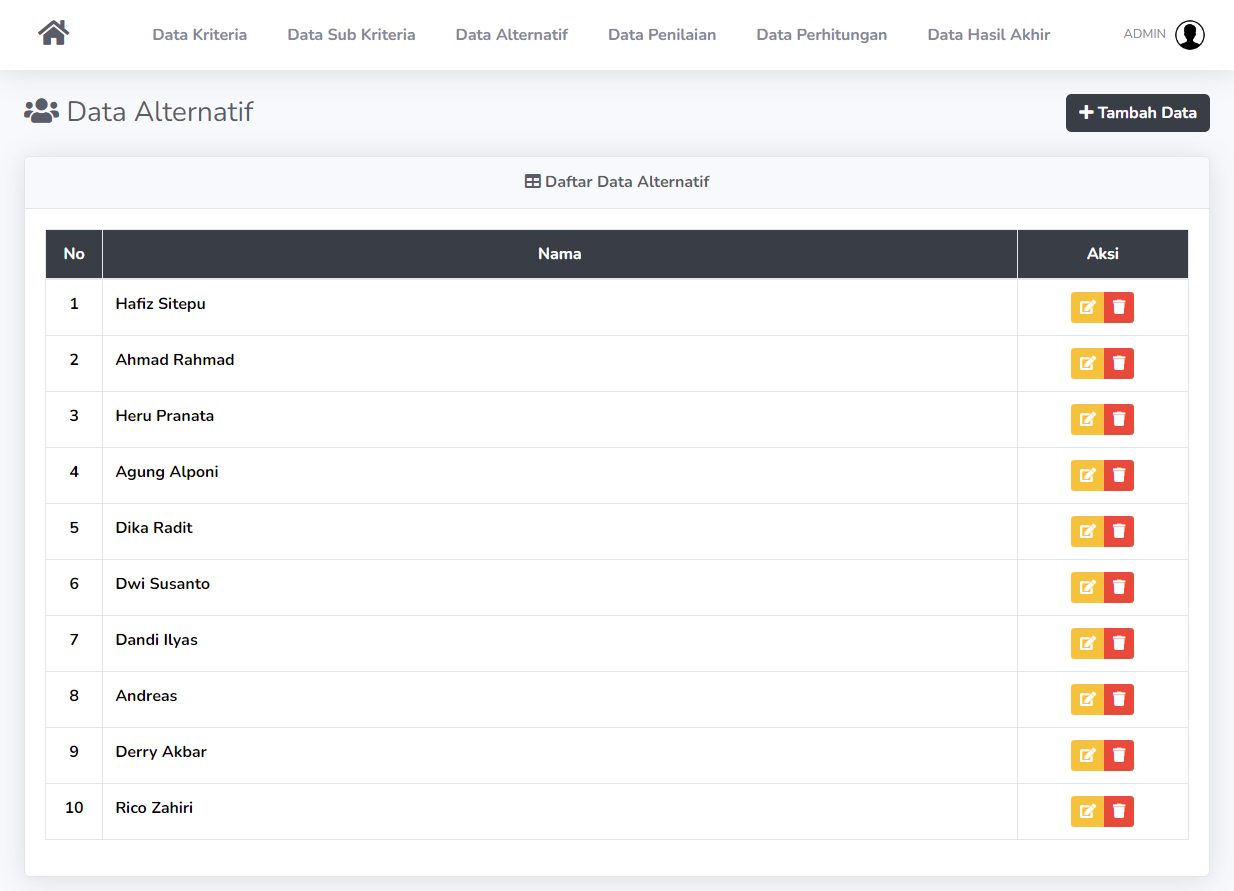 Data Kriteria Data Sub Kriteria Data Alternatif Data Penilaian Data Perhitungan Data Hasil Akhir ADMIN
Data Alternatif
Tambah Data
Daftar Data Alternatif
No Nama Aksi
1 Hafiz Sitepu
2 Ahmad Rahmad
3 Heru Pranata
4 Agung Alponi
5 Dika Radit
6 Dwi Susanto
7 Dandi Ilyas
8 Andreas
9 Derry Akbar
10 Rico Zahiri